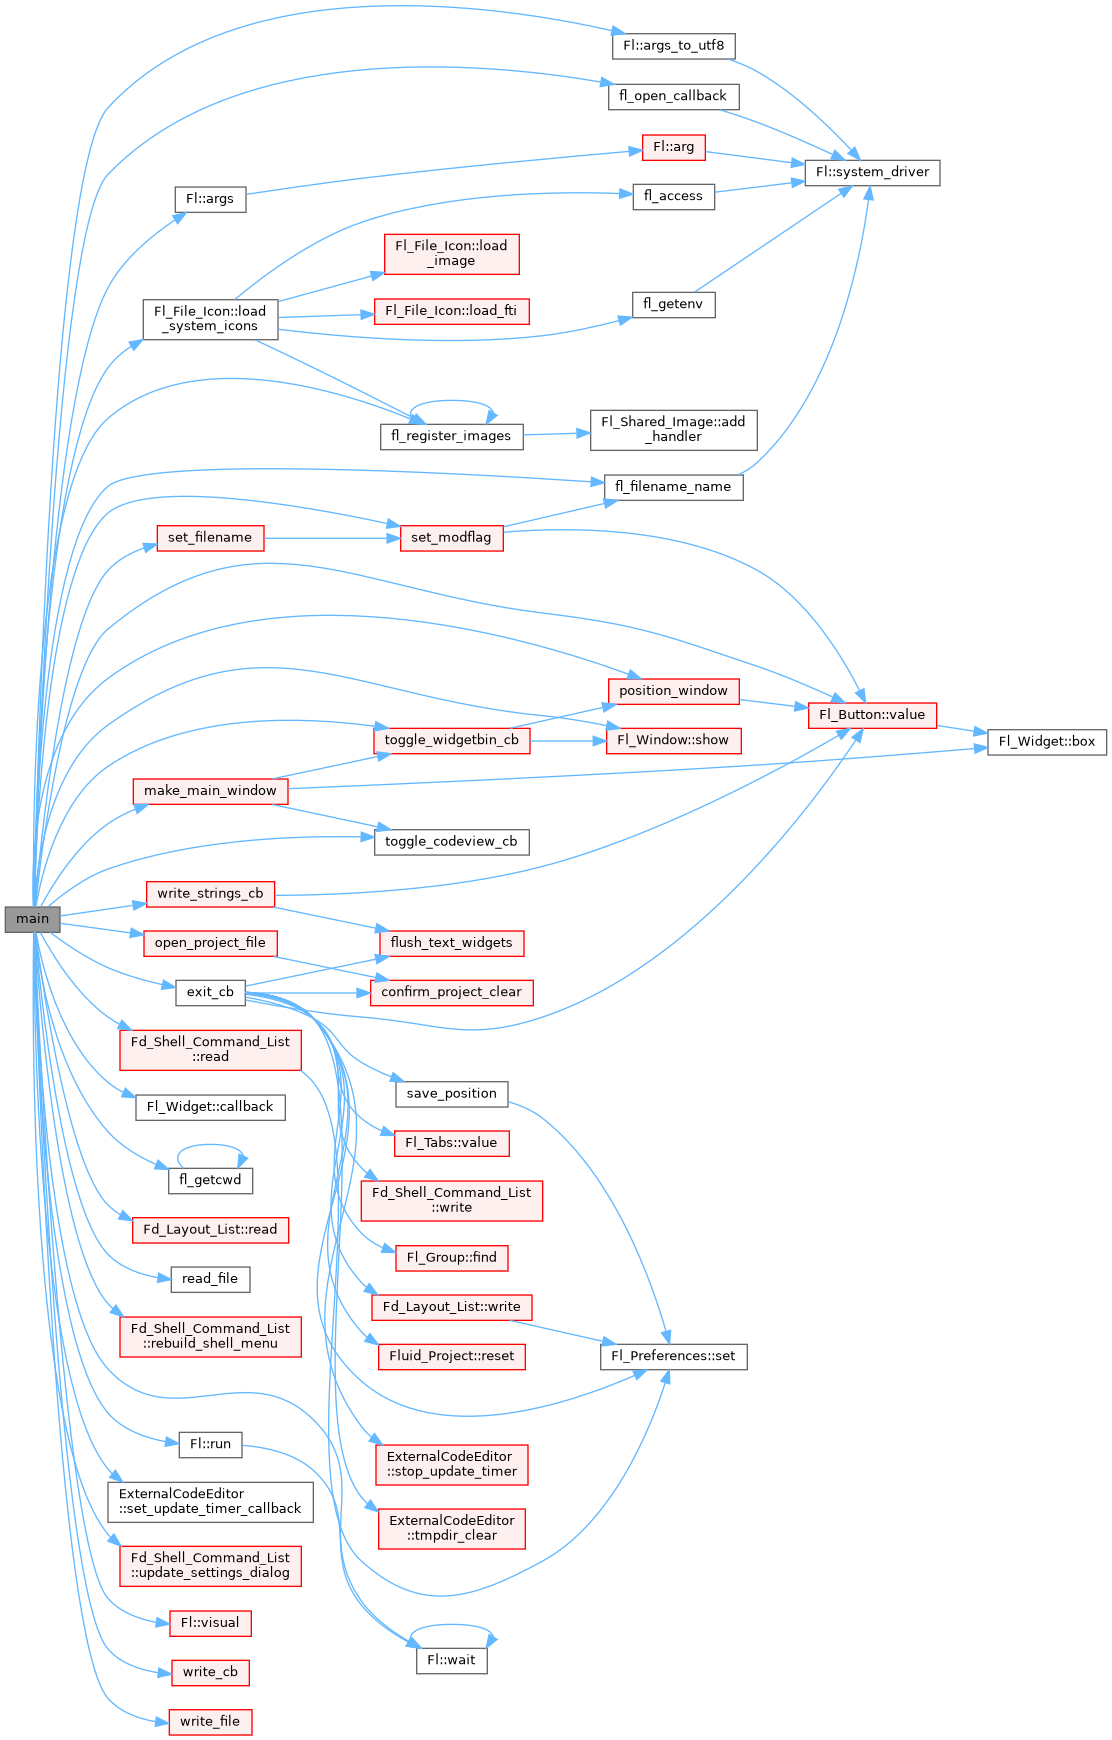 Fl::args_to_utf8
fl_open_callback
Fl::arg
Fl::system_driver
Fl::args
fl_access
Fl_File_Icon::load
_image
Fl_File_Icon::load_fti
fl_getenv
Fl_File_Icon::load
_system_icons
Fl_Shared_Image::add
_handler
fl_register_images
fl_filename_name
set_filename
set_modflag
position_window
Fl_Button::value
toggle_widgetbin_cb
Fl_Window::show
Fl_Widget::box
make_main_window
toggle_codeview_cb
write_strings_cb
main
open_project_file
flush_text_widgets
exit_cb
confirm_project_clear
Fd_Shell_Command_List
::read
save_position
Fl_Widget::callback
Fl_Tabs::value
fl_getcwd
Fd_Shell_Command_List
::write
Fd_Layout_List::read
Fl_Group::find
read_file
Fd_Layout_List::write
Fd_Shell_Command_List
::rebuild_shell_menu
Fluid_Project::reset
Fl_Preferences::set
Fl::run
ExternalCodeEditor
::stop_update_timer
ExternalCodeEditor
::set_update_timer_callback
ExternalCodeEditor
::tmpdir_clear
Fd_Shell_Command_List
::update_settings_dialog
Fl::visual
Fl::wait
write_cb
write_file